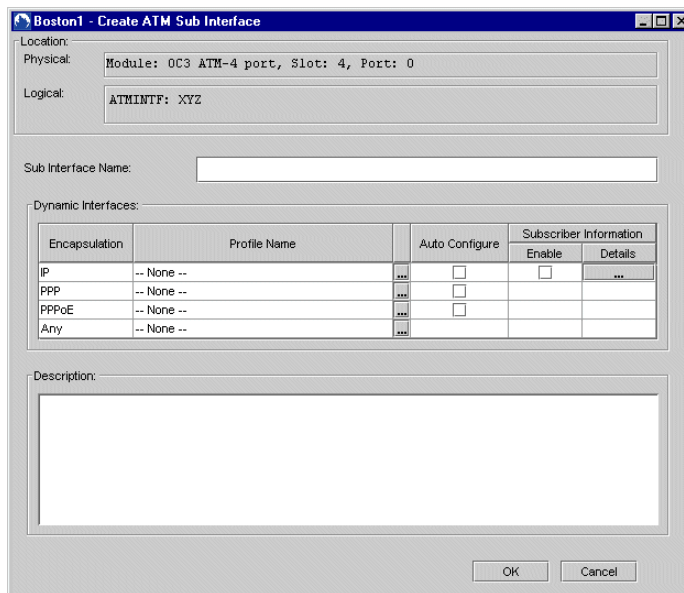 Boston1 - Create ATM Sub Interface
Location:
Physical: Module: OC3 ATM-4 port, Slot: 4, Port: 0
Logical: ATMINTF: XYZ
Sub Interface Name:
Dynamic Interfaces:
Encapsulation Profile Name Auto Configure Subscriber Information
Enable Details
IP -- None -- ... ...
PPP -- None -- ...
PPPoE -- None -- ...
Any -- None -- ...
Description:
OK Cancel